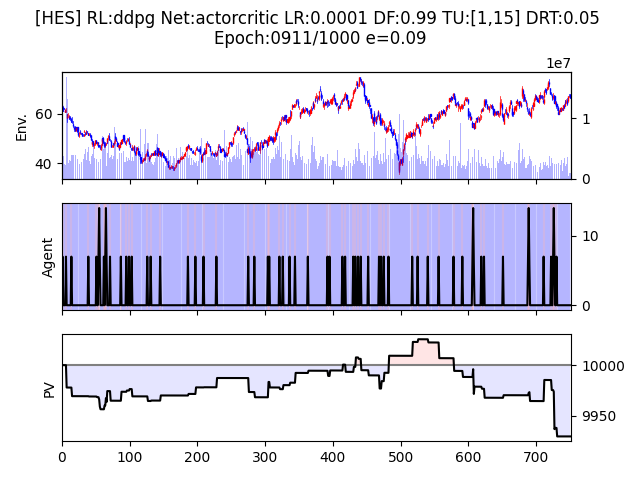 [HES] RL:ddpg Net:actorcritic LR:0.0001 DF:0.99 TU:[1,15] DRT:0.05
Epoch:0911/1000 e=0.09
1e7
Env.
60
40
1
0
Agent
10
0
PV
10000
9950
0 100 200 300 400 500 600 700